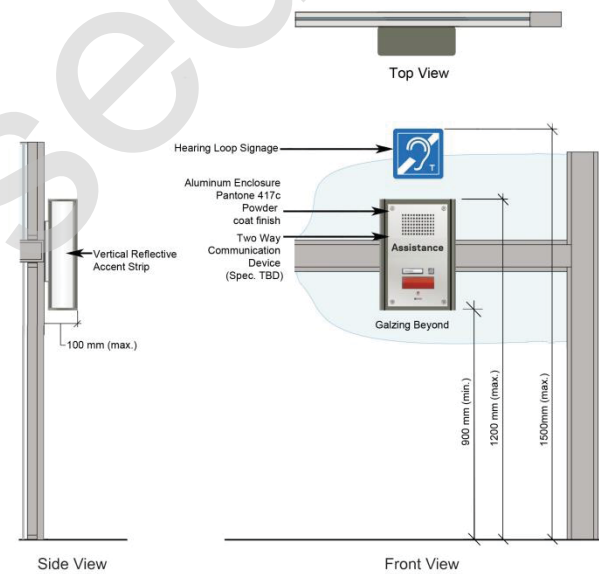 Top View
Hearing Loop Signage
T
Aluminum Enclosure
Pantone 417c
Powder
coat finish
Two Way
Communication
Device
(Spec. TBD)
Assistance
Vertical Reflective
Accent Strip
Galzing Beyond
100 mm (max.)
900 mm (min.)
1200 mm (max.)
1500mm (max.)
Side View
Front View